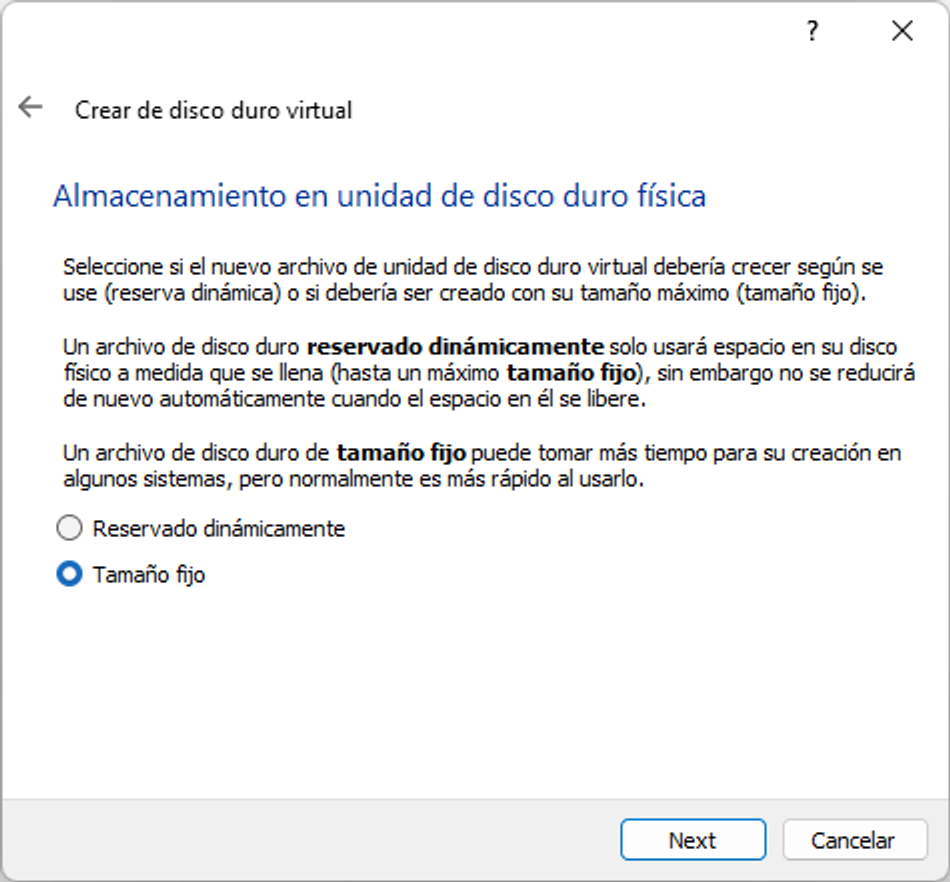 ?
Crear de disco duro virtual
Almacenamiento en unidad de disco duro física
Seleccione si el nuevo archivo de unidad de disco duro virtual debería crecer según se
use (reserva dinámica) o si debería ser creado con su tamaño máximo (tamaño fijo).
Un archivo de disco duro reservado dinámicamente solo usará espacio en su disco
físico a medida que se llena (hasta un máximo tamaño fijo), sin embargo no se reducirá
de nuevo automáticamente cuando el espacio en él se libere.
Un archivo de disco duro de tamaño fijo puede tomar más tiempo para su creación en
algunos sistemas, pero normalmente es más rápido al usarlo.
Reservado dinámicamente
Tamaño fijo
Next Cancelar